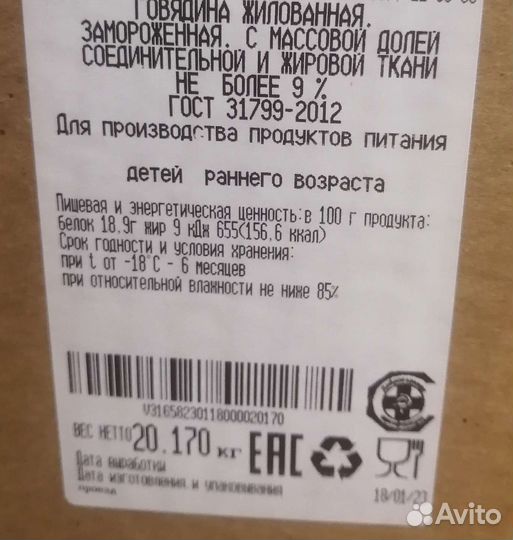 ГОВЯДИНА ЖИЛОВАННАЯ.
ЗАМОРОЖЕННАЯ. С МАССОВОЙ ДОЛЕЙ
СОЕДИНИТЕЛЬНОЙ И ЖИРОВОЙ ТКАНИ
НЕ БОЛЕЕ 9 %
ГОСТ 31799-2012
Для производства продуктов питания
детей раннего возраста
Пищевая и энергетическая ценность:в 100 г продукта:
белок 18,9г жир 9 кДж 655(156,6 ккал)
Срок годности и условия хранения:
при t от -18°С - 6 месяцев
при относительной влажности не ниже 85%
V31658230118000020170
ВЕС НЕТТО 20.170 кг
EAC
Дата выработки
Дата изготовления и упаковывания
18/01/23
Avito